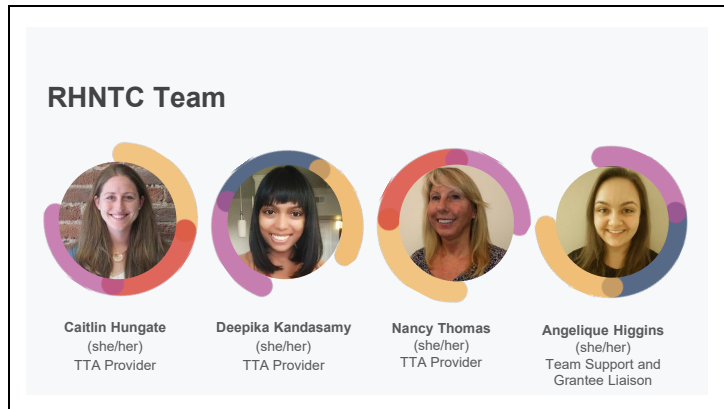 RHNTC Team
Caitlin Hungate
(she/her)
TTA Provider
Deepika Kandasamy
(she/her)
TTA Provider
Nancy Thomas
(she/her)
TTA Provider
Angelique Higgins
(she/her)
Team Support and
Grantee Liaison